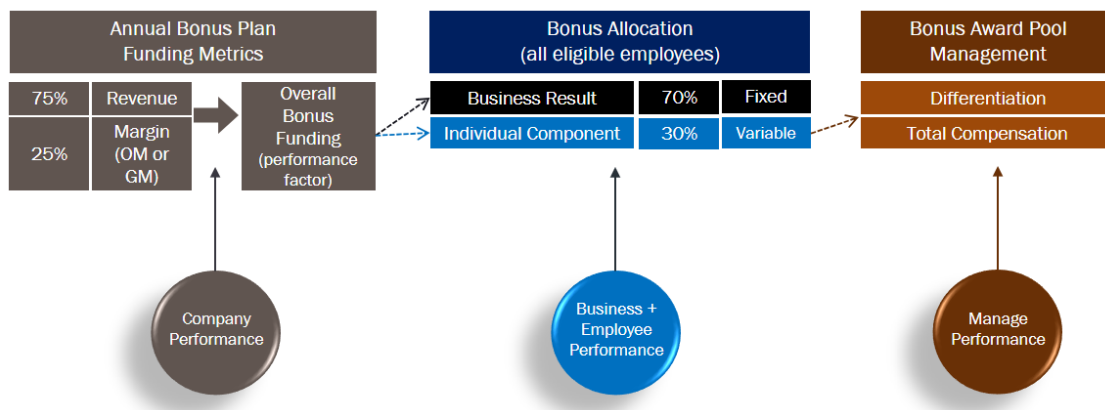 Annual Bonus Plan
Funding Metrics
75%
Revenue
25%
Margin
(OM or
GM)
Overall
Bonus
Funding
(performance
factor)
Bonus Allocation
(all eligible employees)
Business Result
70%
Fixed
Individual Component
30%
Variable
Bonus Award Pool
Management
Differentiation
Total Compensation
Company
Performance
Business +
Employee
Performance
Manage
Performance